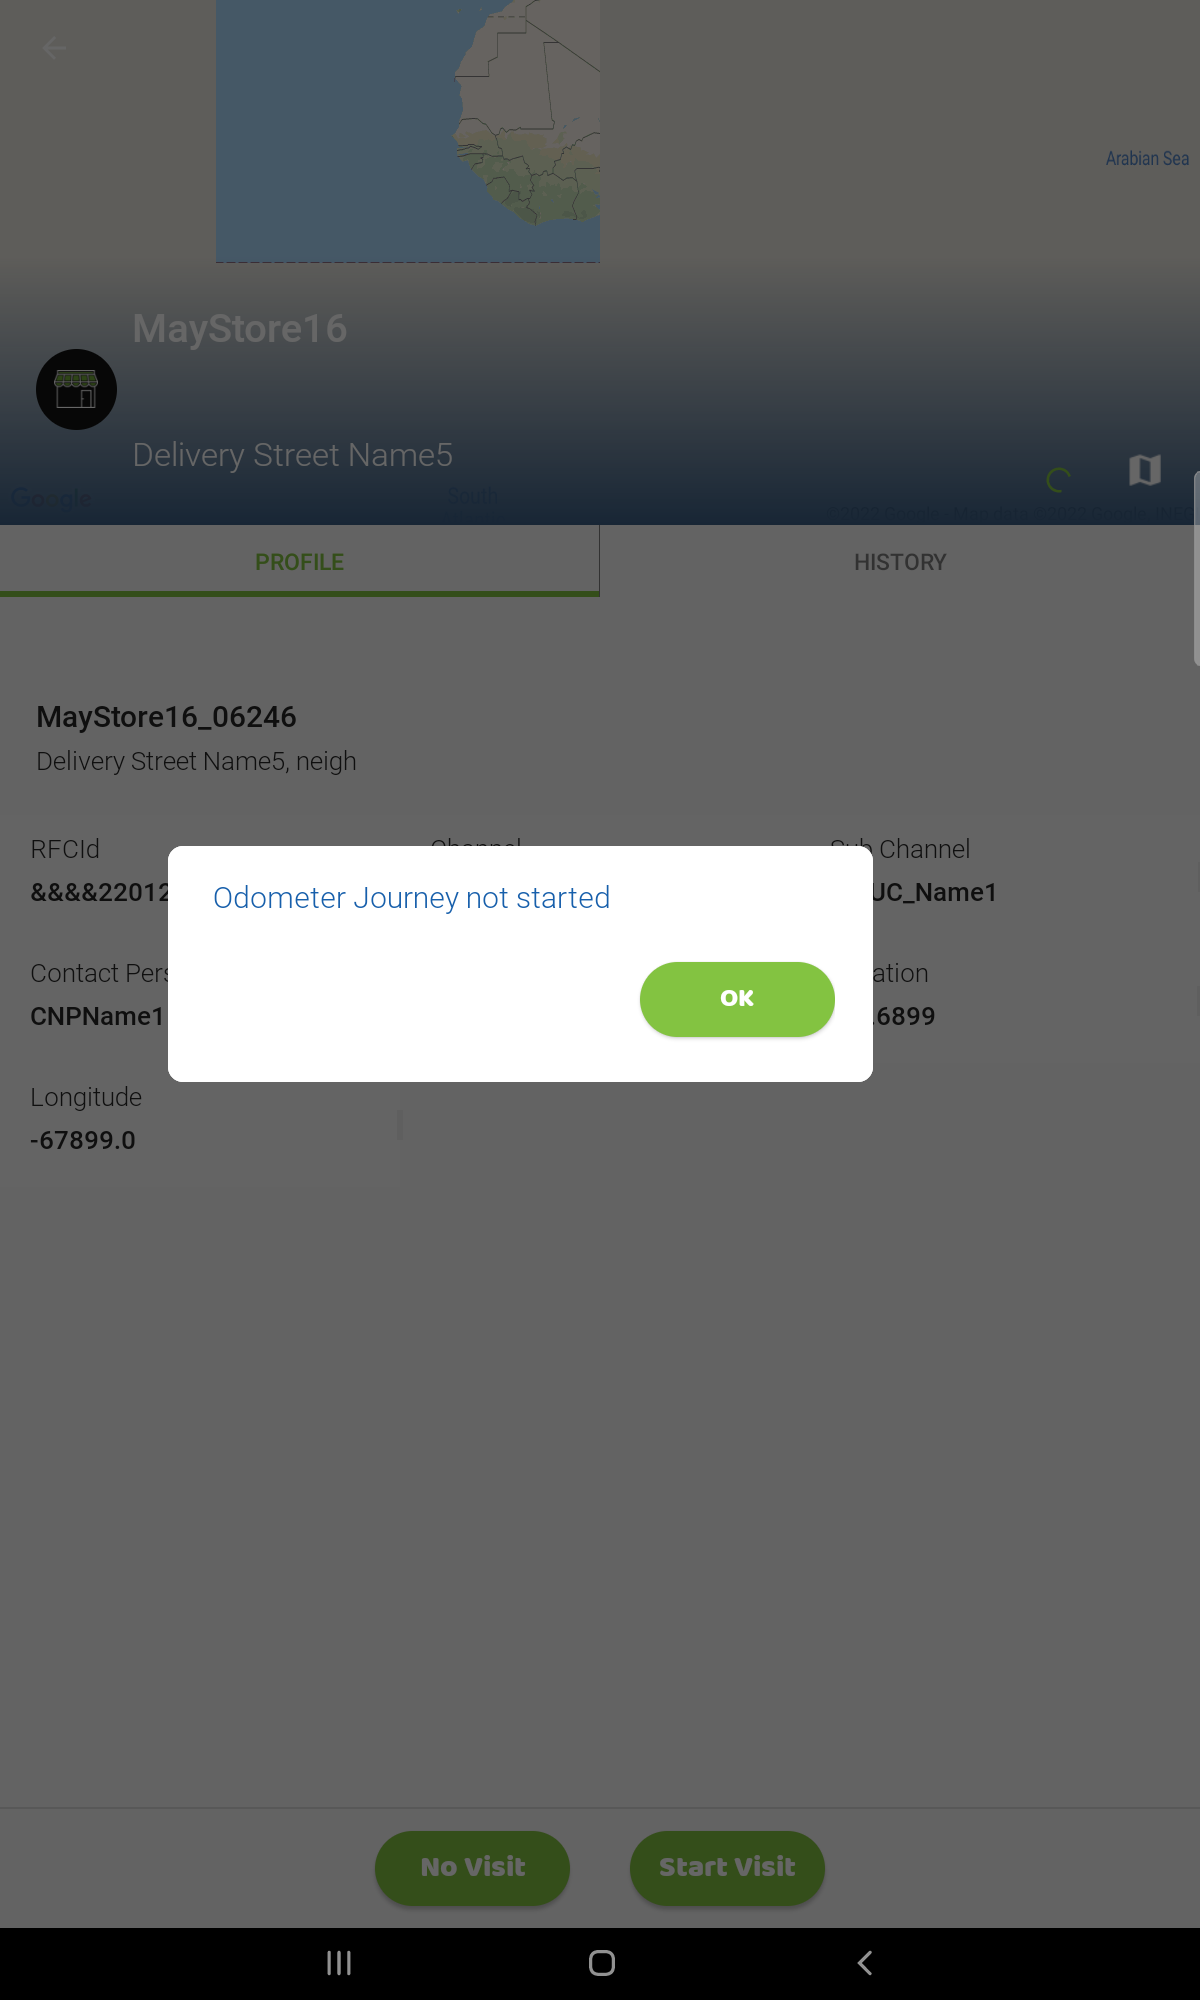 Arabian Sea
MayStore16
Delivery Street Name5
Google
South
PROFILE
HISTORY
MayStore16_06246
Delivery Street Name5, neigh
RFCId
Channel
Sub Channel
&&&&22012
UC_Name1
Odometer Journey not started
Contact Pers
ation
OK
CNPName1
.6899
Longitude
-67899.0
No Visit
Start Visit